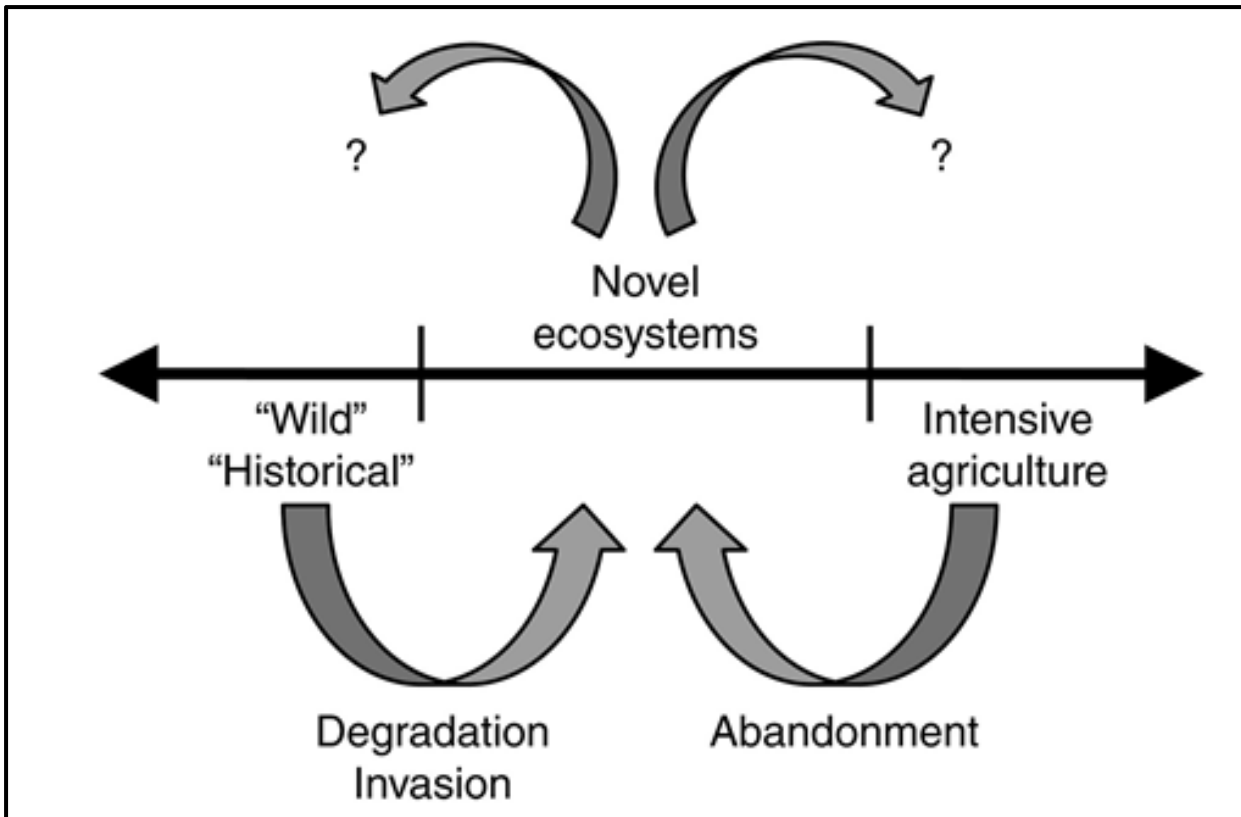 ?
?
Novel
ecosystems
“Wild”
“Historical”
Intensive
agriculture
Degradation
Invasion
Abandonment